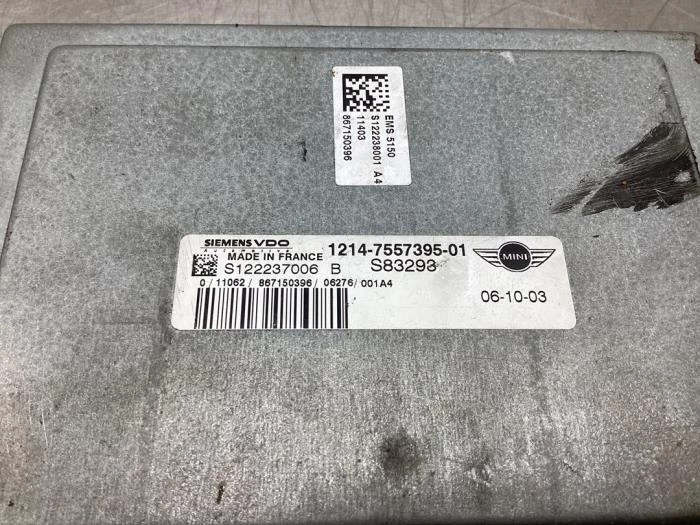 EMS 5150
S122238001 A4
11403
867150396
SIEMENS VDO
Automotive
MADE IN FRANCE
1214-7557395-01
S122237006 B S83293
MINI
0/11062/867150396/06276/001A4
06-10-03